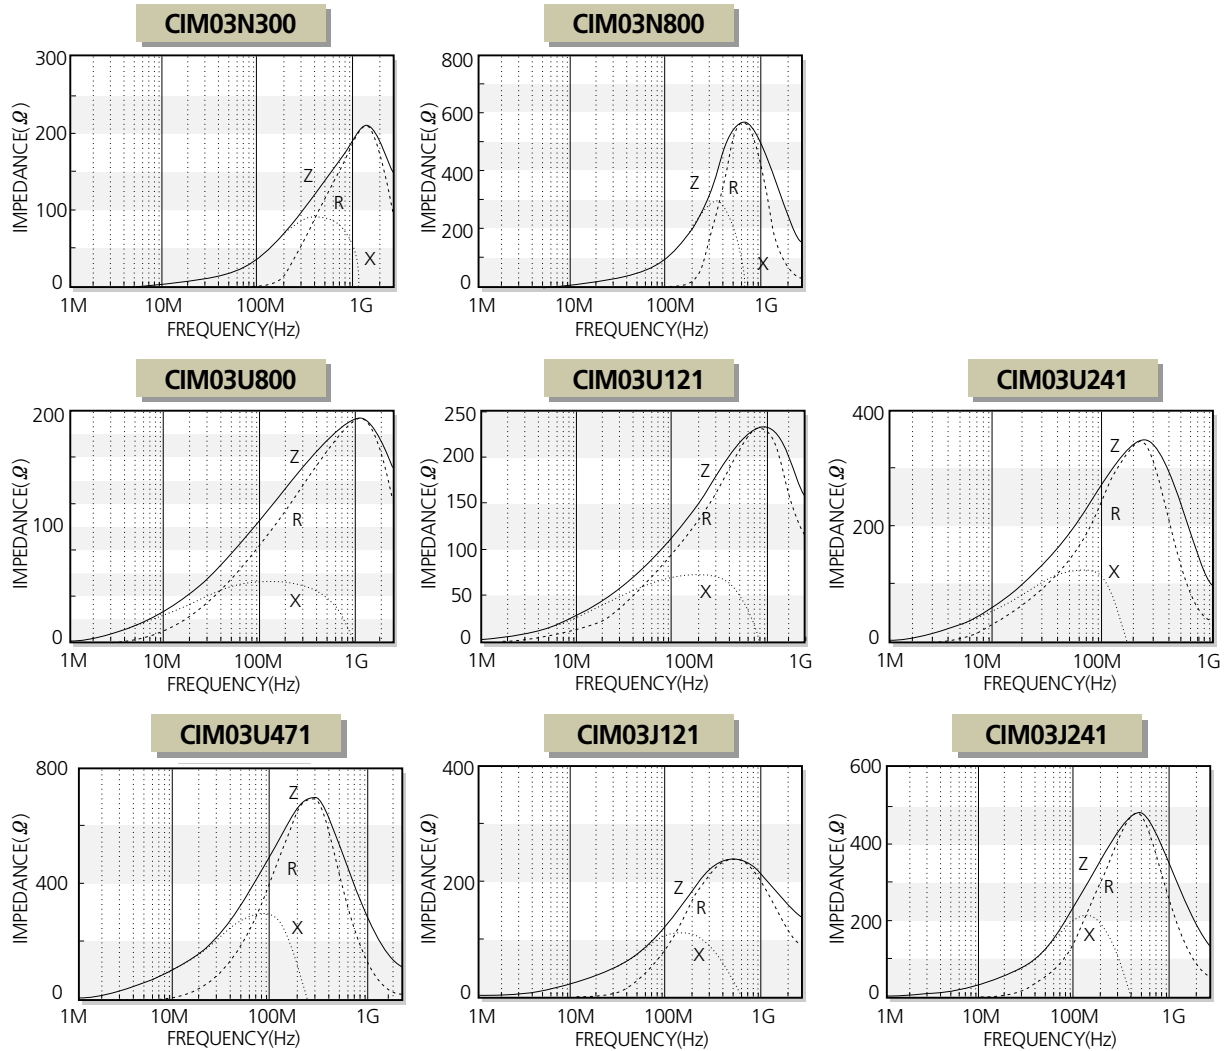 CIM03N300
300
200
100
0
IMPEDANCE(Ω)
Z
R
X
1M 10M 100M 1G
FREQUENCY(Hz)
CIM03N800
800
600
400
200
0
IMPEDANCE(Ω)
Z
R
X
1M 10M 100M 1G
FREQUENCY(Hz)
CIM03U800
200
100
0
IMPEDANCE(Ω)
Z
R
X
1M 10M 100M 1G
FREQUENCY(Hz)
CIM03U121
250
200
150
100
50
0
IMPEDANCE(Ω)
Z
R
X
1M 10M 100M 1G
FREQUENCY(Hz)
CIM03U241
400
200
0
IMPEDANCE(Ω)
Z
R
X
1M 10M 100M 1G
FREQUENCY(Hz)
CIM03U471
800
400
0
IMPEDANCE(Ω)
Z
R
X
1M 10M 100M 1G
FREQUENCY(Hz)
CIM03J121
400
200
0
IMPEDANCE(Ω)
Z
R
X
1M 10M 100M 1G
FREQUENCY(Hz)
CIM03J241
600
400
200
0
IMPEDANCE(Ω)
Z
R
X
1M 10M 100M 1G
FREQUENCY(Hz)